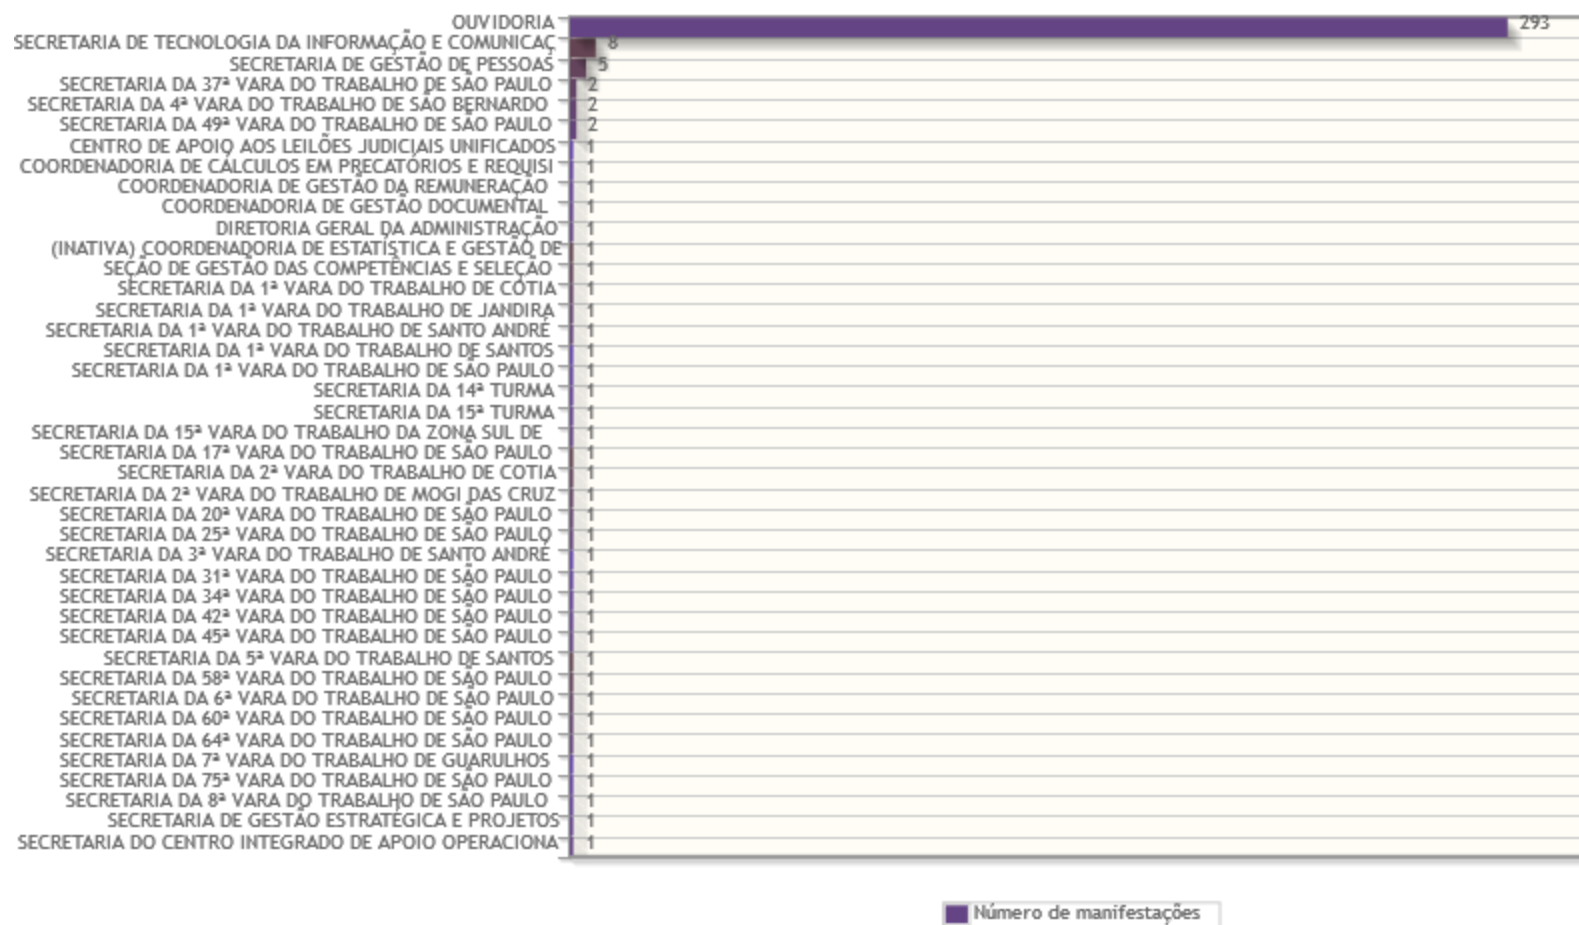 OUVIDORIA 293
SECRETARIA DE TECNOLOGIA DA INFORMAÇÃO E COMUNICAÇ 8
SECRETARIA DE GESTÃO DE PESSOAS 5
SECRETARIA DA 37ª VARA DO TRABALHO DE SÃO PAULO 2
SECRETARIA DA 4ª VARA DO TRABALHO DE SÃO BERNARDO 2
SECRETARIA DA 49ª VARA DO TRABALHO DE SÃO PAULO 2
CENTRO DE APOIO AOS LEILÕES JUDICIAIS UNIFICADOS 1
COORDENADORIA DE CÁLCULOS EM PRECATÓRIOS E REQUISI 1
COORDENADORIA DE GESTÃO DA REMUNERAÇÃO 1
COORDENADORIA DE GESTÃO DOCUMENTAL 1
DIRETORIA GERAL DA ADMINISTRAÇÃO 1
(INATIVA) COORDENADORIA DE ESTATÍSTICA E GESTÃO DE 1
SEÇÃO DE GESTÃO DAS COMPETÊNCIAS E SELEÇÃO 1
SECRETARIA DA 1ª VARA DO TRABALHO DE COTIA 1
SECRETARIA DA 1ª VARA DO TRABALHO DE JANDIRA 1
SECRETARIA DA 1ª VARA DO TRABALHO DE SANTO ANDRÉ 1
SECRETARIA DA 1ª VARA DO TRABALHO DE SANTOS 1
SECRETARIA DA 1ª VARA DO TRABALHO DE SÃO PAULO 1
SECRETARIA DA 14ª TURMA 1
SECRETARIA DA 15ª TURMA 1
SECRETARIA DA 15ª VARA DO TRABALHO DA ZONA SUL DE 1
SECRETARIA DA 17ª VARA DO TRABALHO DE SÃO PAULO 1
SECRETARIA DA 2ª VARA DO TRABALHO DE COTIA 1
SECRETARIA DA 2ª VARA DO TRABALHO DE MOGI DAS CRUZ 1
SECRETARIA DA 20ª VARA DO TRABALHO DE SÃO PAULO 1
SECRETARIA DA 25ª VARA DO TRABALHO DE SÃO PAULO 1
SECRETARIA DA 3ª VARA DO TRABALHO DE SANTO ANDRÉ 1
SECRETARIA DA 31ª VARA DO TRABALHO DE SÃO PAULO 1
SECRETARIA DA 34ª VARA DO TRABALHO DE SÃO PAULO 1
SECRETARIA DA 42ª VARA DO TRABALHO DE SÃO PAULO 1
SECRETARIA DA 45ª VARA DO TRABALHO DE SÃO PAULO 1
SECRETARIA DA 5ª VARA DO TRABALHO DE SANTOS 1
SECRETARIA DA 58ª VARA DO TRABALHO DE SÃO PAULO 1
SECRETARIA DA 6ª VARA DO TRABALHO DE SÃO PAULO 1
SECRETARIA DA 60ª VARA DO TRABALHO DE SÃO PAULO 1
SECRETARIA DA 64ª VARA DO TRABALHO DE SÃO PAULO 1
SECRETARIA DA 7ª VARA DO TRABALHO DE GUARULHOS 1
SECRETARIA DA 75ª VARA DO TRABALHO DE SÃO PAULO 1
SECRETARIA DA 8ª VARA DO TRABALHO DE SÃO PAULO 1
SECRETARIA DE GESTÃO ESTRATÉGICA E PROJETOS 1
SECRETARIA DO CENTRO INTEGRADO DE APOIO OPERACIONA 1
Número de manifestações